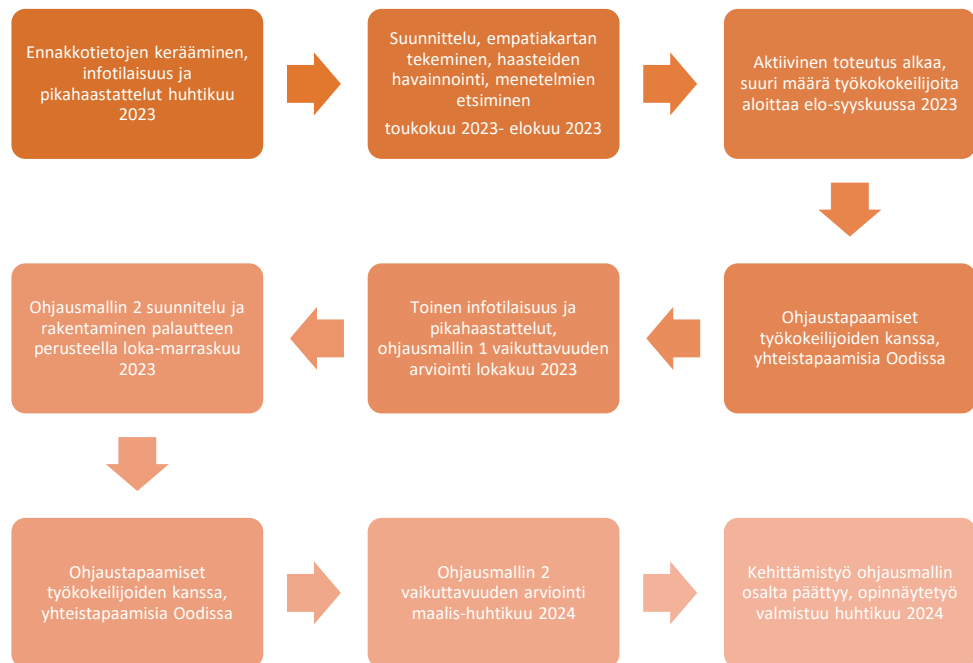 Ennakkotietojen kerääminen,
infotilaisuus ja
pikahaastattelut huhtikuu
2023
Suunnittelu, empatiakartan
tekeminen, haasteiden
havainnointi, menetelmien
etsiminen
toukokuu 2023- elokuu 2023
Aktiivinen toteutus alkaa,
suuri määrä työkokokeilijoita
aloittaa elo-syyskuussa 2023
Ohjaustapaamiset
työkokeilijoiden kanssa,
yhteistapaamisia Oodissa
Toinen infotilaisuus ja
pikahaastattelut,
ohjausmallin 1 vaikuttavuuden
arviointi lokakuu 2023
Ohjausmallin 2 suunnitelu ja
rakentaminen palautteen
perusteella loka-marraskuu
2023
Ohjaustapaamiset
työkokeilijoiden kanssa,
yhteistapaamisia Oodissa
Ohjausmallin 2
vaikuttavuuden arviointi
maalis-huhtikuu 2024
Kehittämistyö ohjausmallin
osalta päättyy, opinnäytetyö
valmistuu huhtikuu 2024